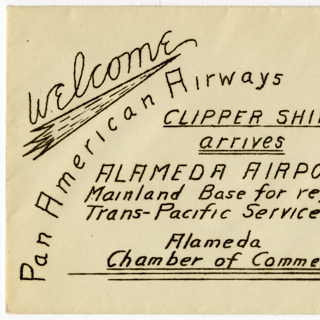 Welcome
Pan American Airways
CLIPPER SHI
arrives
ALAMEDA AIRPO
Mainland Base for re
Trans-Pacific Service
Alameda
Chamber of Comme